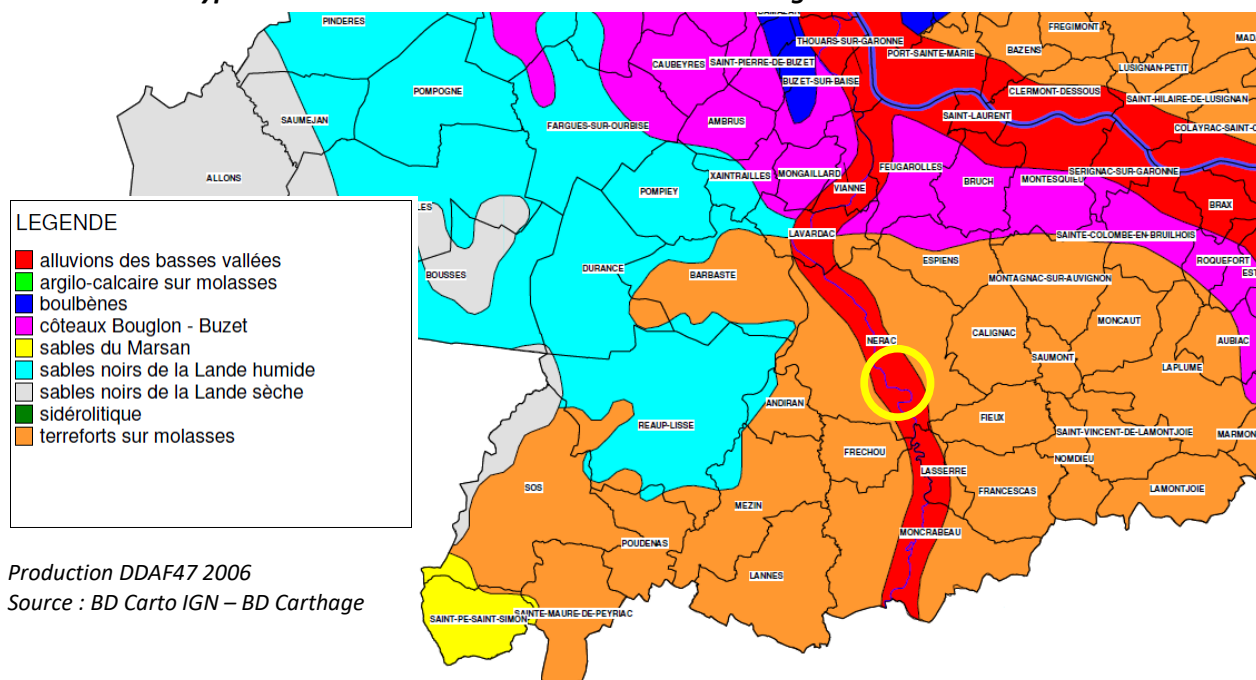 PINDERES
THOUARS-SUR-GARONNE
FREGIMONT
PORT-SAINTE-MARIE
BAZENS
CAUBEYRES
SAINT-PIERRE-DE-BUZET
LUSIGNAN-PETIT
BUZET-SUR-BAISE
POMPOGNE
CLERMONT-DESSOUS
SAINT-HILAIRE-DE-LUSIGNAN
SAUMEJAN
FARGUES-SUR-OURBISE
AMBRUS
SAINT-LAURENT
COLAYRAC-SAINT-C
ALLONS
POMPIEY
XAINTRAILLES
MONGAILLARD
FEUGAROLLES
SERIGNAC-SUR-GARONNE
VIANNE
BRUCH
MONTESQUIEU
BRAX
LES
LAVARDAC
SAINTE-COLOMBE-EN-BRUILHOIS
BOUSSES
DURANCE
BARBASTE
ESPIENS
ROQUEFORT
EST
MONTAGNAC-SUR-AUVIGNON
LEGENDE
alluvions des basses vallées
argilo-calcaire sur molasses
boulbènes
côteaux Bouglon - Buzet
sables du Marsan
sables noirs de la Lande humide
sables noirs de la Lande sèche
sidérolitique
terreforts sur molasses
NERAC
CALIGNAC
MONCAUT
AUBIAC
SAUMONT
LAPLUME
ANDIRAN
FIEUX
REAUP-LISSE
SAINT-VINCENT-DE-LAMONTJOIE
MARMON
FRECHOU
NOMDIEU
LASSERRE
SOS
FRANCESCAS
LAMONTJOIE
MEZIN
MONCRABEAU
POUDENAS
LANNES
SAINTE-MAURE-DE-PEYRIAC
SAINT-PE-SAINT-SIMON
Production DDAF47 2006
Source : BD Carto IGN – BD Carthage